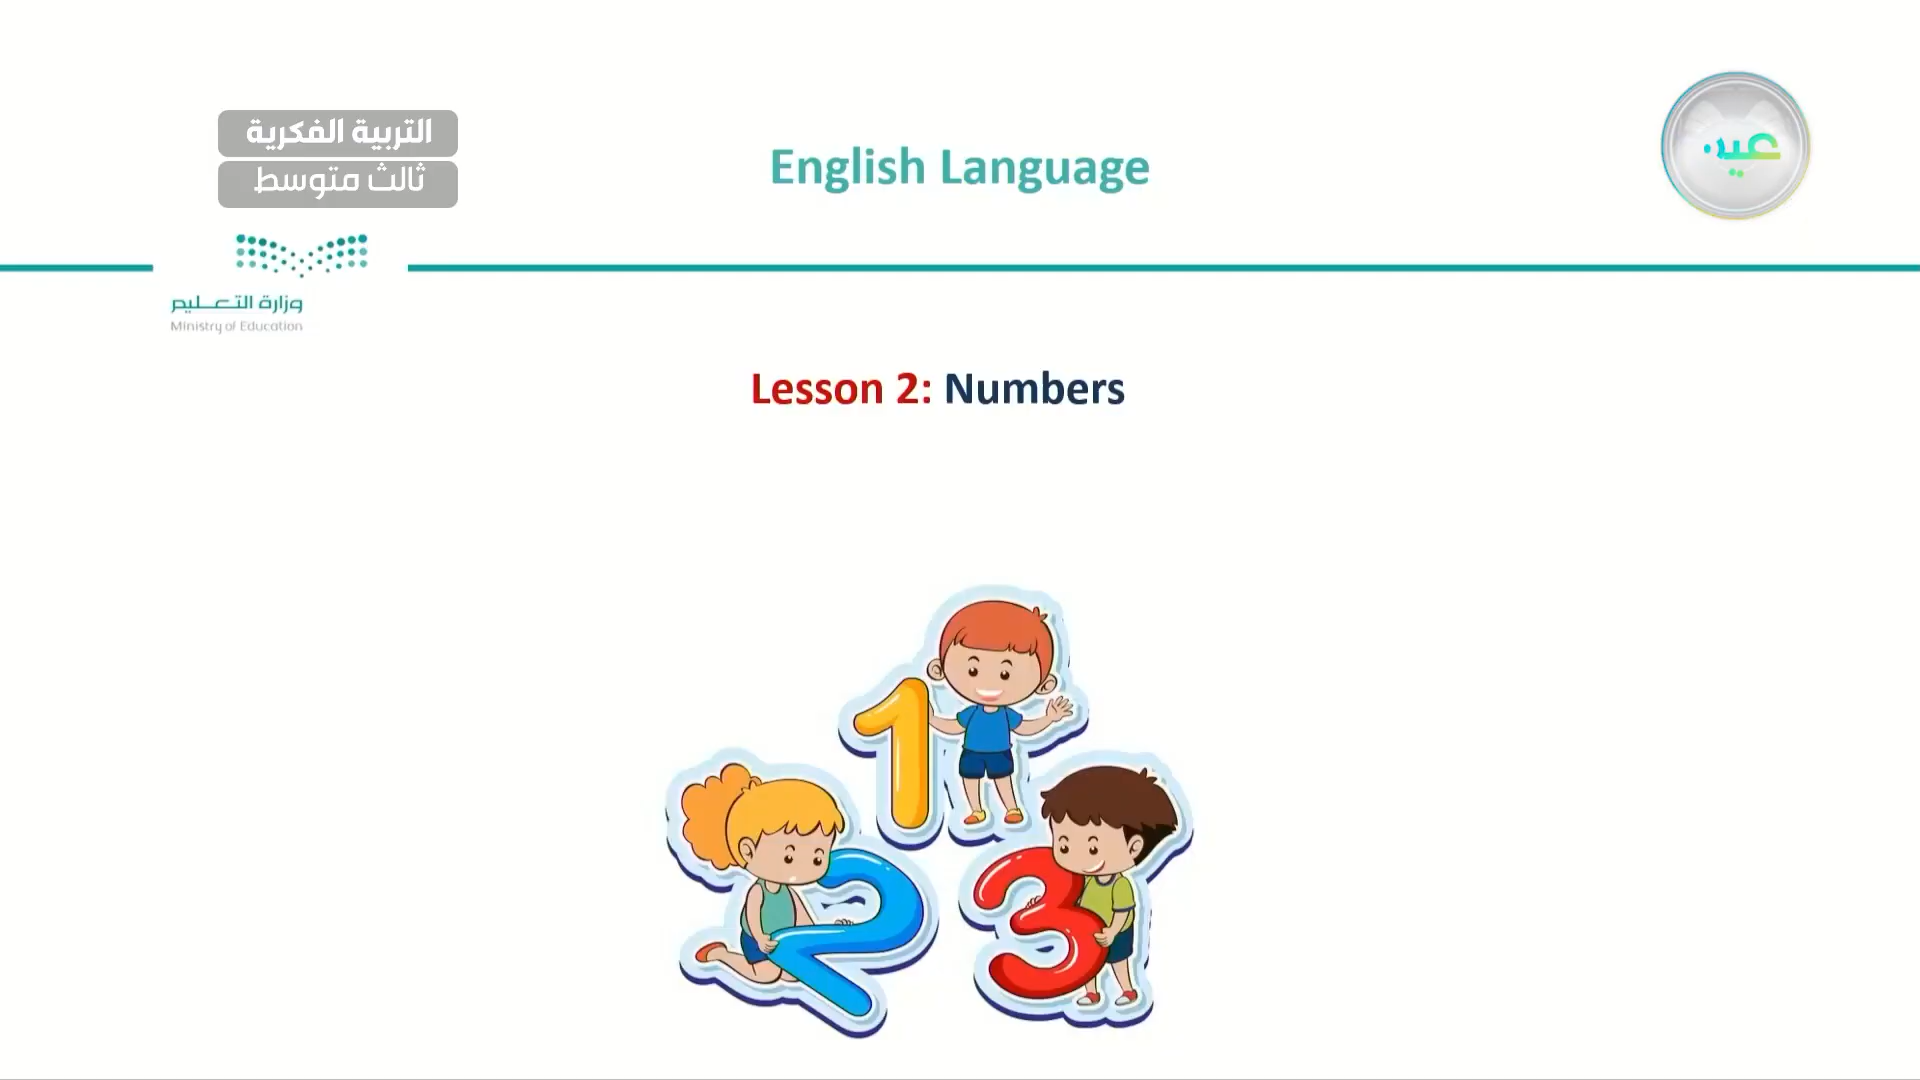 التربية الفكرية
ثالث متوسط
English Language
عين
وزارة التعليم
Ministry of Education
Lesson 2: Numbers
1
2
3